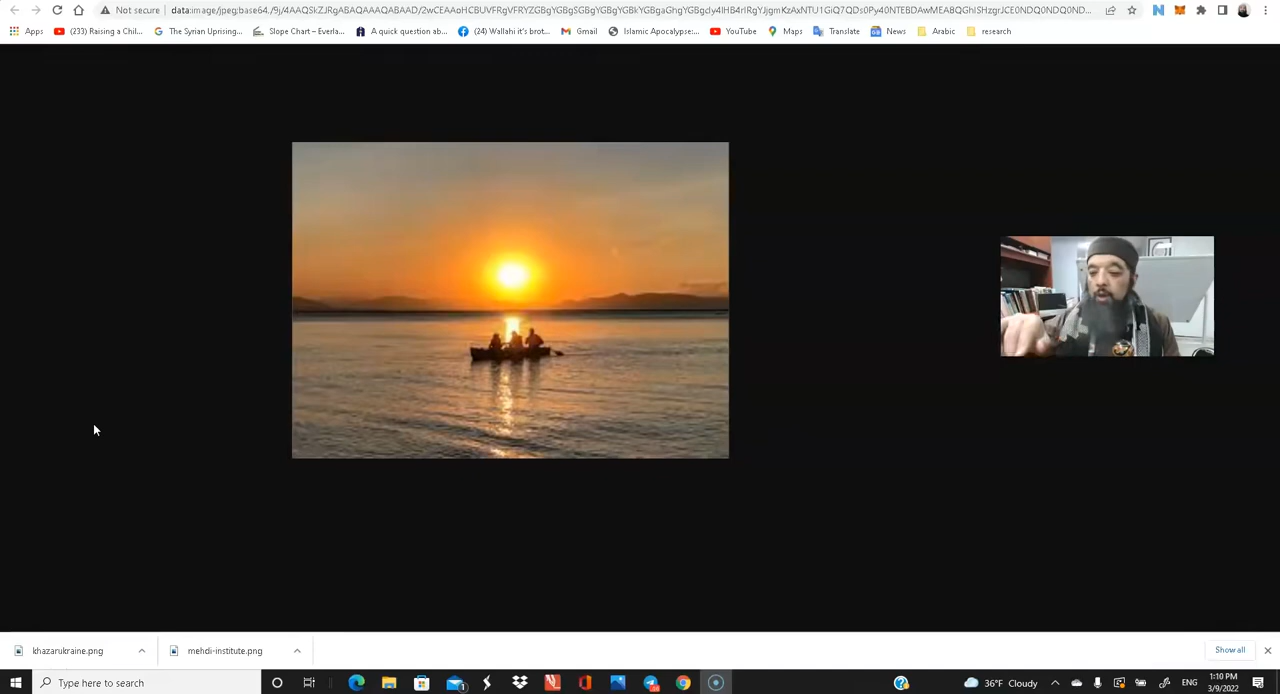 Not secure
Apps
(233) Raising a Chil...
The Syrian Uprising...
Slope Chart – Everla...
A quick question ab...
(24) Wallahi it's brot...
Gmail
Islamic Apocalypse:...
YouTube
Maps
Translate
News
Arabic
research
khazarukraine.png
mehdi-institute.png
Show all
Type here to search
36°F Cloudy
ENG
1:10 PM
3/9/2022